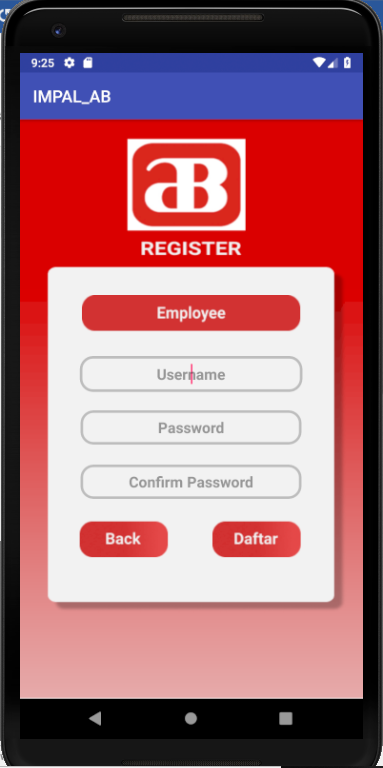 9:25
IMPAL_AB
aB
REGISTER
Employee
Username
Password
Confirm Password
Back Daftar